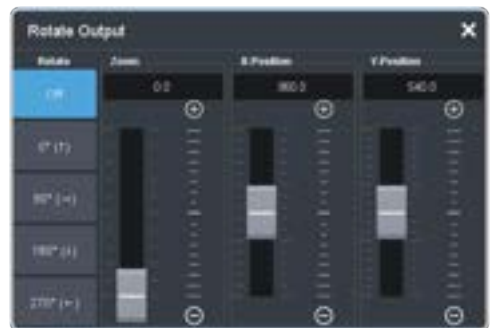 Rotate Output
Rotate Zoom X-Position Y-Position
Off 0.0 960.0 540.0
0° (↑)
90° (→)
180° (↓)
270° (←)